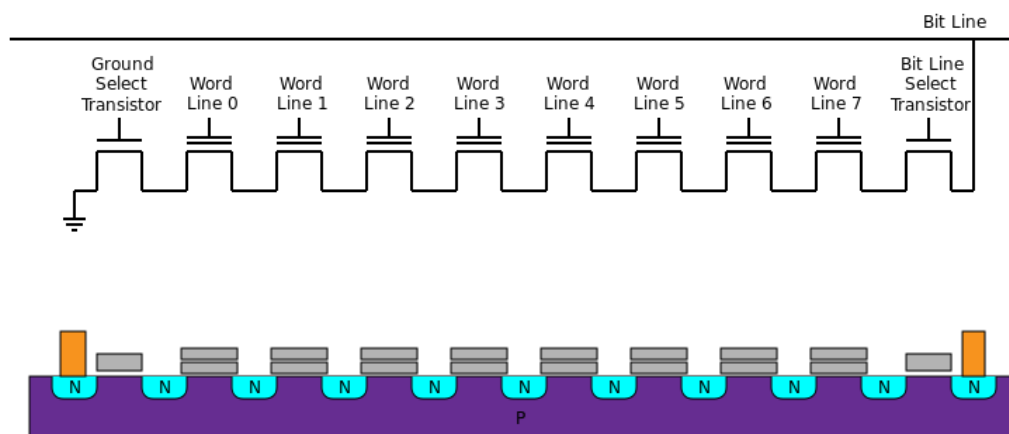 Bit Line
Ground
Select
Transistor
Word
Line 0
Word
Line 1
Word
Line 2
Word
Line 3
Word
Line 4
Word
Line 5
Word
Line 6
Word
Line 7
Bit Line
Select
Transistor
N
N
N
N
N
N
N
N
N
N
N
P